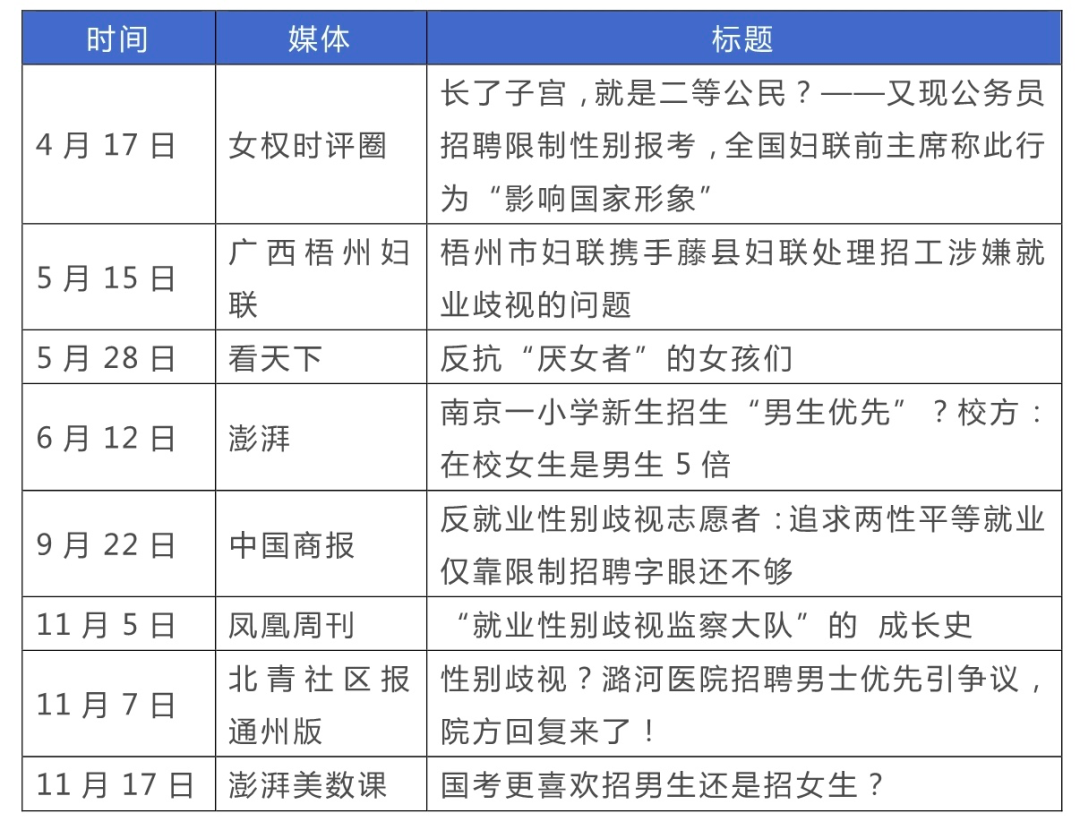 时间 媒体 标题
4 月 17 日
女权时评圈
长了子宫，就是二等公民？——又现公务员
招聘限制性别报考，全国妇联前主席称此行
为“影响国家形象”
5 月 15 日
广西梧州妇
联
梧州市妇联携手藤县妇联处理招工涉嫌就
业歧视的问题
5 月 28 日
看天下
反抗“厌女者”的女孩们
6 月 12 日
澎湃
南京一小学新生招生“男生优先”？校方：
在校女生是男生 5 倍
9 月 22 日
中国商报
反就业性别歧视志愿者：追求两性平等就业
仅靠限制招聘字眼还不够
11 月 5 日
凤凰周刊
“就业性别歧视监察大队”的 成长史
11 月 7 日
北青社区报
通州版
性别歧视？潞河医院招聘男士优先引争议，
院方回复来了！
11 月 17 日
澎湃美数课
国考更喜欢招男生还是招女生？